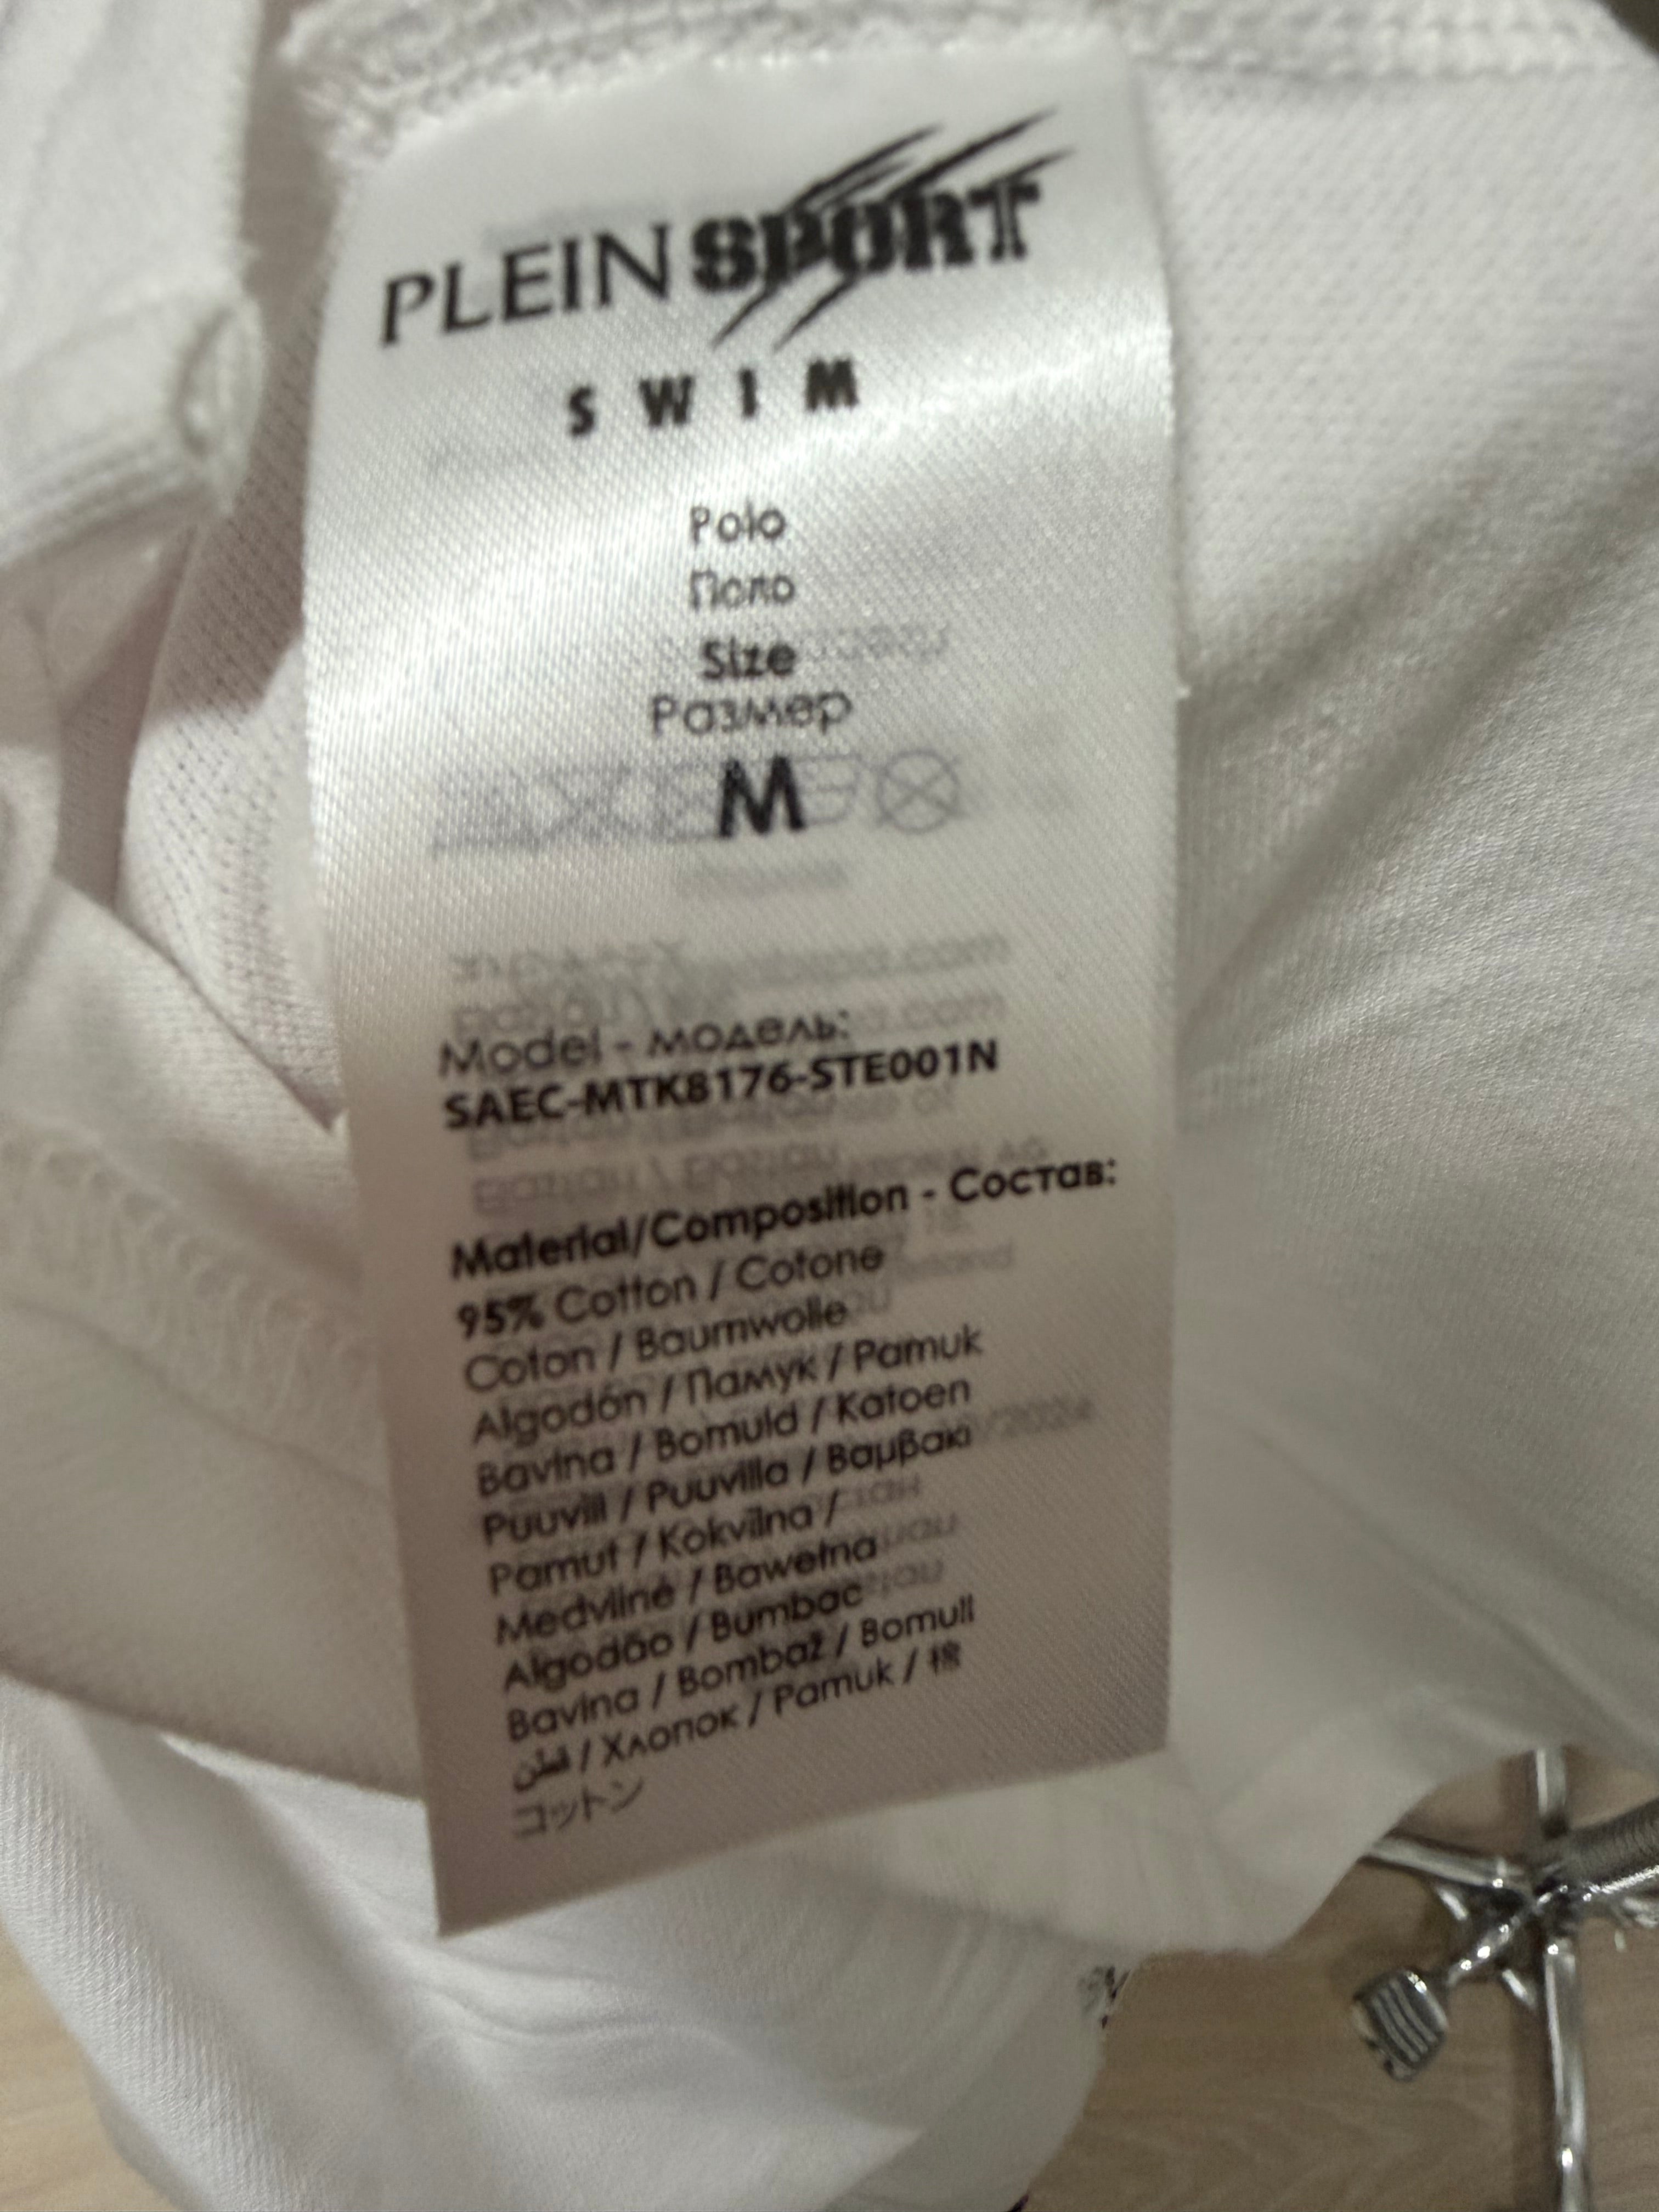 PLEIN SPORT
SWIM
Polo
Поло
Size
Размер
M
Model - модель:
SAEC-MTK8176-STE001N
Material/Composition - Состав:
95% Cotton / Cotone
Coton / Baumwolle
Algodón / Памук / Pamuk
Bavlna / Bomuld / Katoen
Puuvill / Puuvilla / Βαμβακι
Pamut / Kokvilna /
Medvilnė / Bawełna
Algodão / Bumbac
Bavlna / Bombaž / Bomull
قطن / Хлопок / Pamuk / 棉
コットン